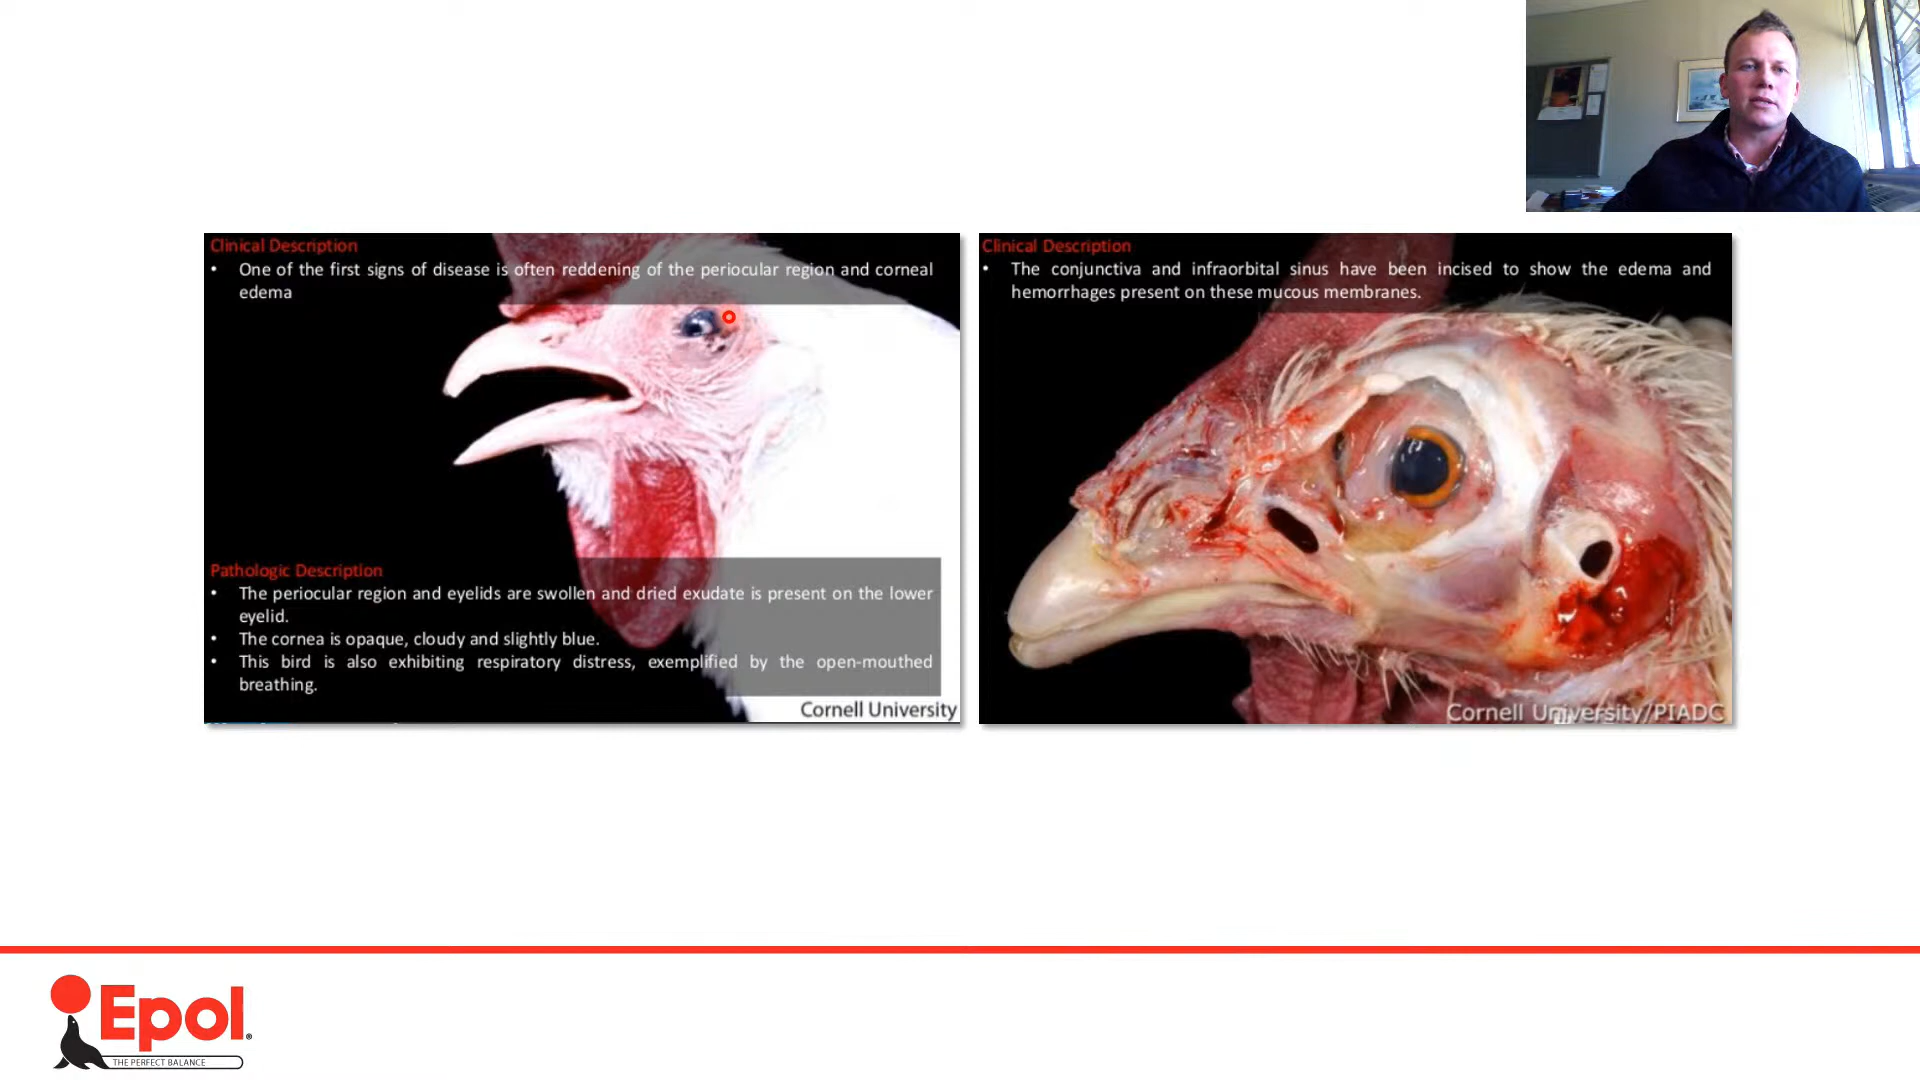 Clinical Description
• One of the first signs of disease is often reddening of the periocular region and corneal
edema
Pathologic Description
• The periocular region and eyelids are swollen and dried exudate is present on the lower
eyelid.
• The cornea is opaque, cloudy and slightly blue.
• This bird is also exhibiting respiratory distress, exemplified by the open-mouthed
breathing.
Cornell University
Clinical Description
• The conjunctiva and infraorbital sinus have been incised to show the edema and
hemorrhages present on these mucous membranes.
Cornell University/PIADC
Epol®
THE PERFECT BALANCE